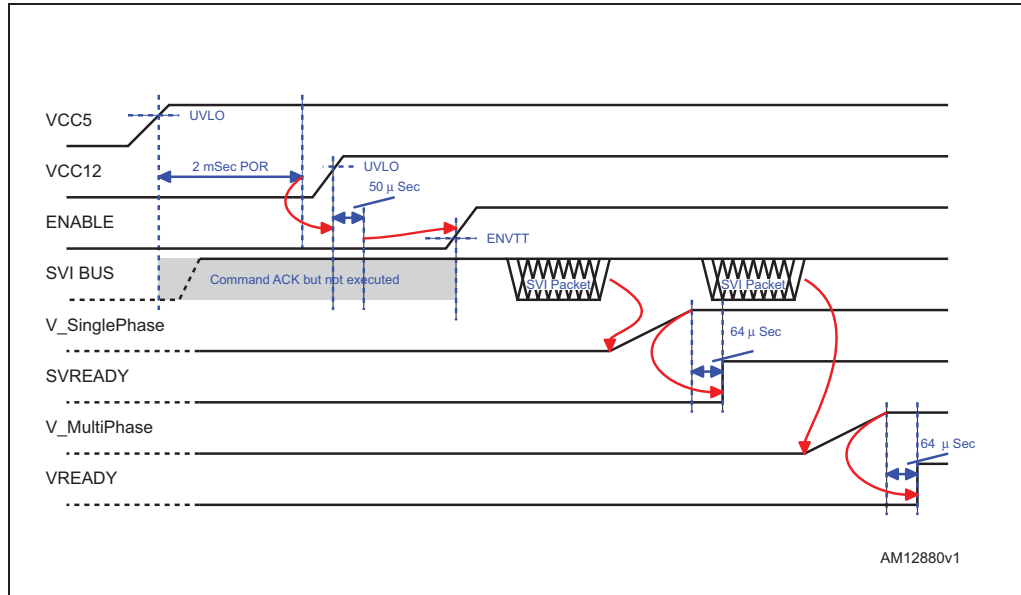 VCC5
UVLO
VCC12
2 mSec POR
UVLO
50 μ Sec
ENABLE
ENVTT
SVI BUS
Command ACK but not executed
SVI Packet
SVI Packet
V_SinglePhase
64 μ Sec
SVREADY
V_MultiPhase
64 μ Sec
VREADY
AM12880v1